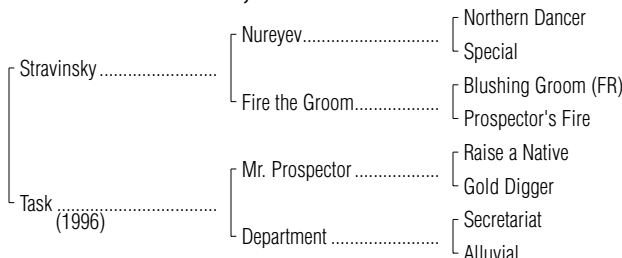 Northern Dancer
Nureyev
Special
Stravinsky
Blushing Groom (FR)
Fire the Groom
Prospector's Fire
Raise a Native
Mr. Prospector
Gold Digger
Task
(1996)
Secretariat
Department
Alluvial